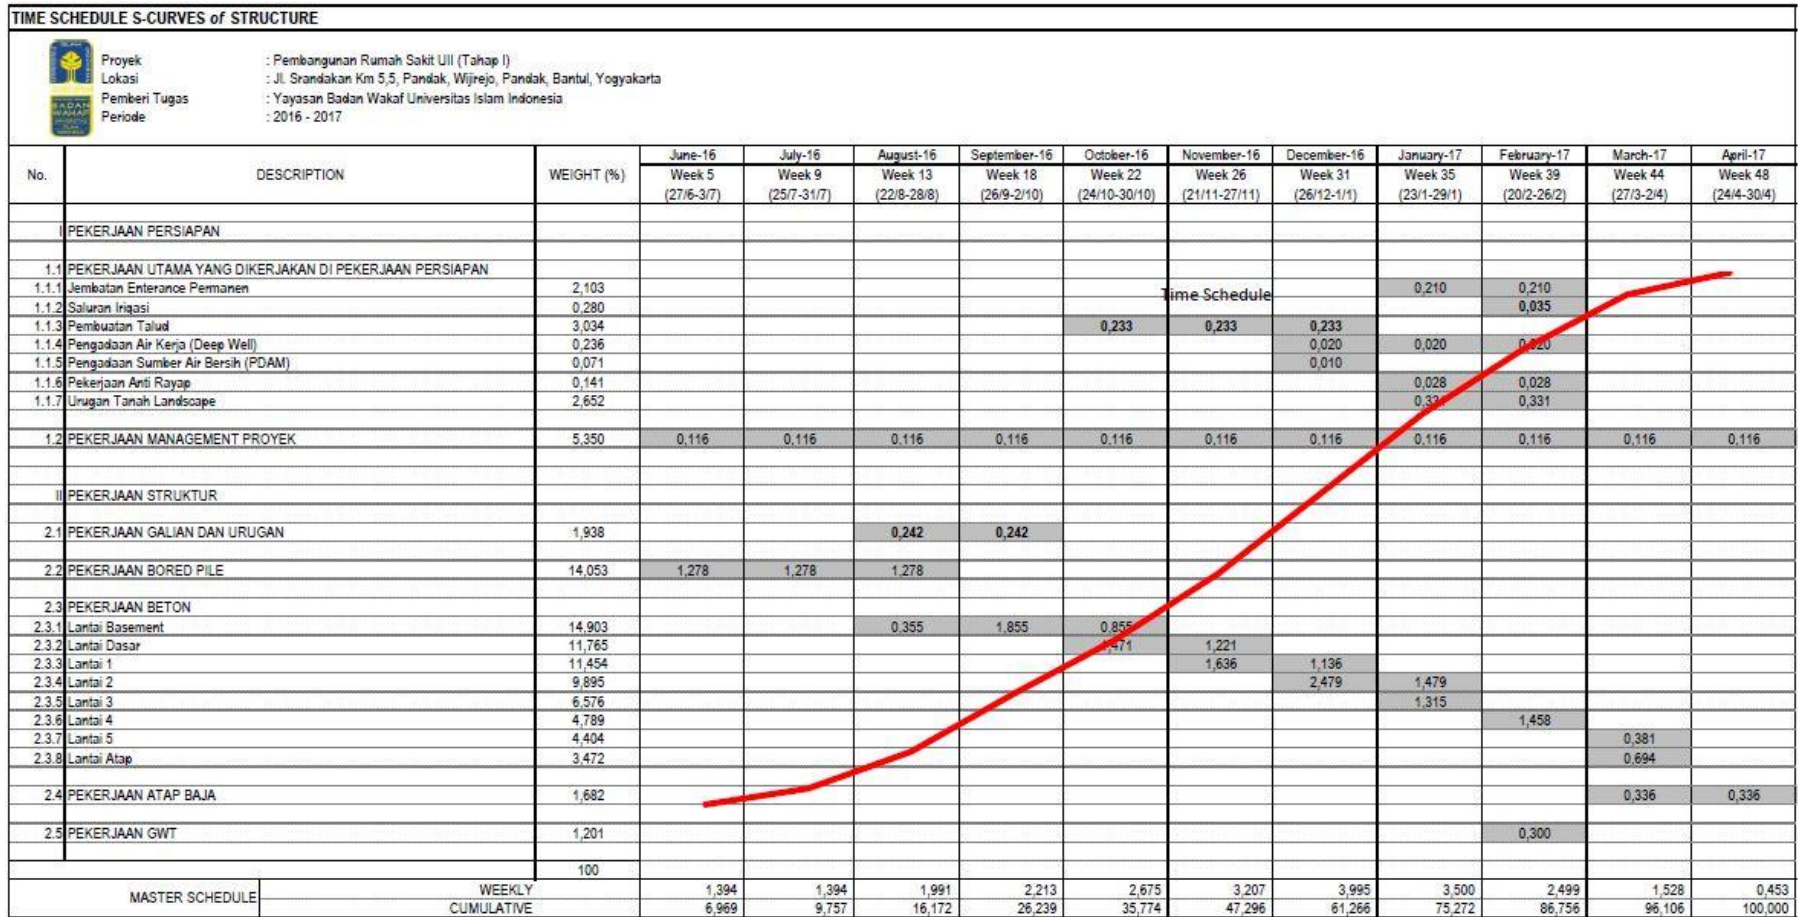 TIME SCHEDULE S-CURVES of STRUCTURE
BADAN
WAKAF
Proyek : Pembangunan Rumah Sakit UII (Tahap I)
Lokasi : Jl. Srandakan Km 5,5, Pandak, Wijirejo, Pandak, Bantul, Yogyakarta
Pemberi Tugas : Yayasan Badan Wakaf Universitas Islam Indonesia
Periode : 2016 - 2017
June-16 July-16 August-16 September-16 October-16 November-16 December-16 January-17 February-17 March-17 April-17
No. DESCRIPTION WEIGHT (%) Week 5 Week 9 Week 13 Week 18 Week 22 Week 26 Week 31 Week 35 Week 39 Week 44 Week 48
(27/6-3/7) (25/7-31/7) (22/8-28/8) (26/9-2/10) (24/10-30/10) (21/11-27/11) (26/12-1/1) (23/1-29/1) (20/2-26/2) (27/3-2/4) (24/4-30/4)
I PEKERJAAN PERSIAPAN
1.1 PEKERJAAN UTAMA YANG DIKERJAKAN DI PEKERJAAN PERSIAPAN
1.1.1 Jembatan Enterance Permanen 2,103 Time Schedule 0,210 0,210
1.1.2 Saluran Irigasi 0,280 0,035
1.1.3 Pembuatan Talud 3,034 0,233 0,233 0,233
1.1.4 Pengadaan Air Kerja (Deep Well) 0,236 0,020 0,020 0,020
1.1.5 Pengadaan Sumber Air Bersih (PDAM) 0,071 0,010
1.1.6 Pekerjaan Anti Rayap 0,141 0,028 0,028
1.1.7 Urugan Tanah Landscape 2,652 0,331 0,331
1.2 PEKERJAAN MANAGEMENT PROYEK 5,350 0,116 0,116 0,116 0,116 0,116 0,116 0,116 0,116 0,116 0,116 0,116
II PEKERJAAN STRUKTUR
2.1 PEKERJAAN GALIAN DAN URUGAN 1,938 0,242 0,242
2.2 PEKERJAAN BORED PILE 14,053 1,278 1,278 1,278
2.3 PEKERJAAN BETON
2.3.1 Lantai Basement 14,903 0,355 1,855 0,855
2.3.2 Lantai Dasar 11,765 1,471 1,221
2.3.3 Lantai 1 11,454 1,636 1,136
2.3.4 Lantai 2 9,895 2,479 1,479
2.3.5 Lantai 3 6,576 1,315
2.3.6 Lantai 4 4,789 1,458
2.3.7 Lantai 5 4,404 0,381
2.3.8 Lantai Atap 3,472 0,694
2.4 PEKERJAAN ATAP BAJA 1,682 0,336 0,336
2.5 PEKERJAAN GWT 1,201 0,300
100
WEEKLY 1,394 1,394 1,991 2,213 2,675 3,207 3,995 3,500 2,499 1,528 0,453
MASTER SCHEDULE
CUMULATIVE 6,969 9,757 16,172 26,239 35,774 47,296 61,266 75,272 86,756 96,106 100,000